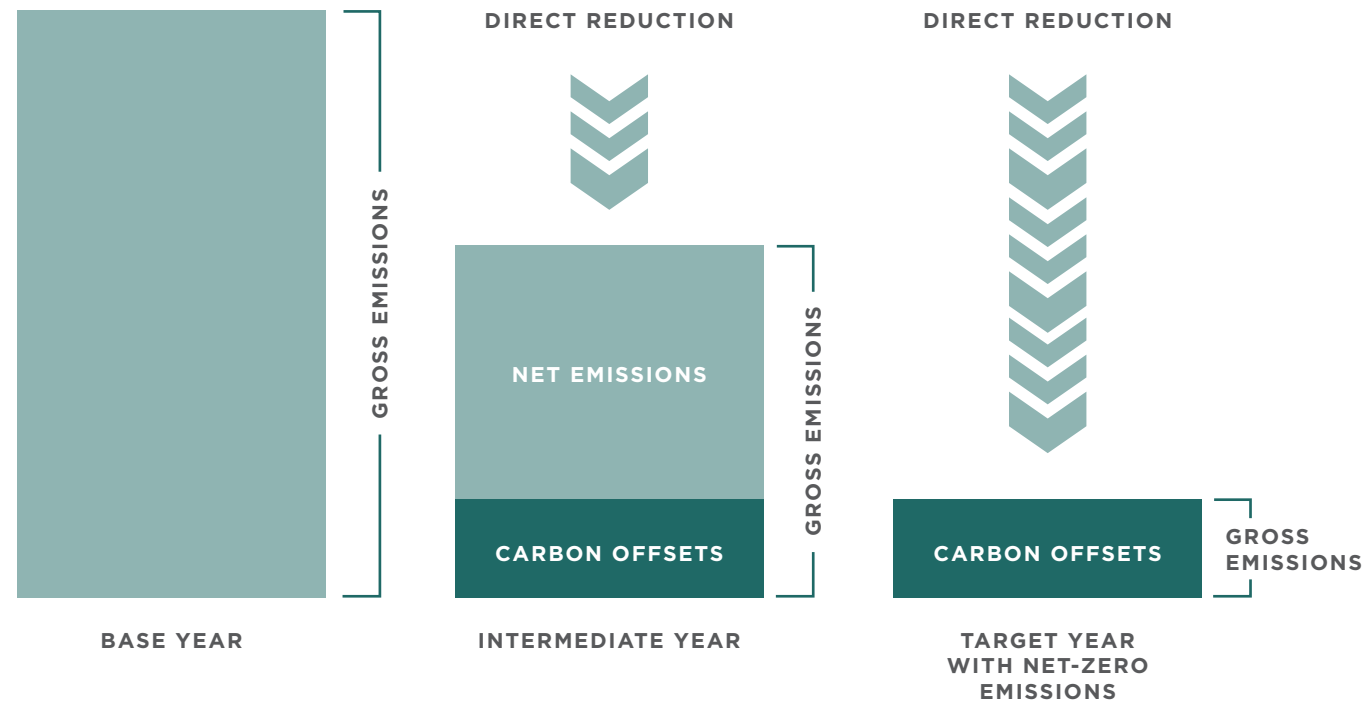 DIRECT REDUCTION
DIRECT REDUCTION
GROSS EMISSIONS
GROSS EMISSIONS
NET EMISSIONS
CARBON OFFSETS
CARBON OFFSETS
GROSS
EMISSIONS
BASE YEAR
INTERMEDIATE YEAR
TARGET YEAR
WITH NET-ZERO
EMISSIONS